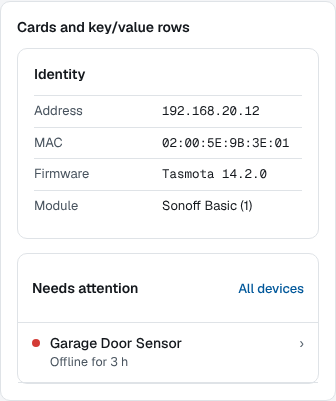 Cards and key/value rows
Identity
Address 192.168.20.12
MAC 02:00:5E:9B:3E:01
Firmware Tasmota 14.2.0
Module Sonoff Basic (1)
Needs attention All devices
Garage Door Sensor ›
Offline for 3 h